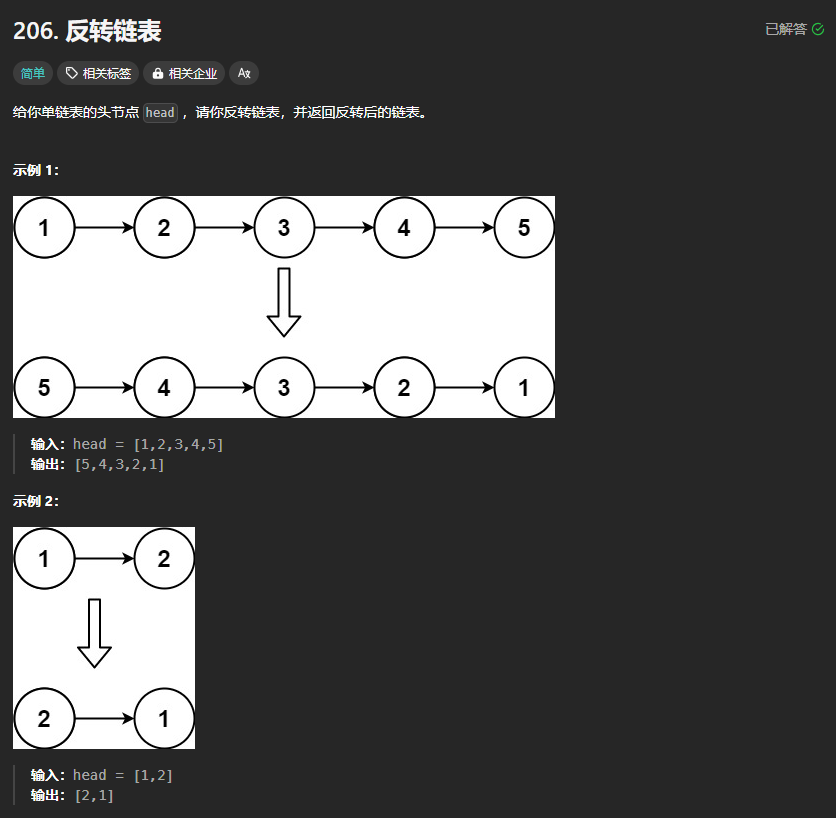 206. 反转链表
已解答
简单 相关标签 相关企业 Aあ
给你单链表的头节点 head ，请你反转链表，并返回反转后的链表。
示例 1：
1 2 3 4 5
5 4 3 2 1
输入：head = [1,2,3,4,5]
输出：[5,4,3,2,1]
示例 2：
1 2
2 1
输入：head = [1,2]
输出：[2,1]